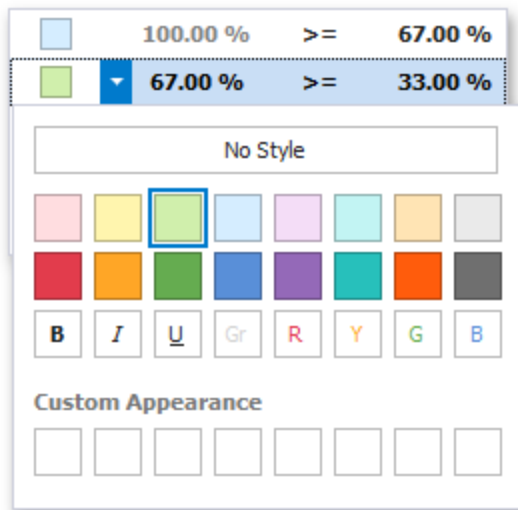 100.00 % >= 67.00 %
67.00 % >= 33.00 %
No Style
B I U Gr R Y G B
Custom Appearance